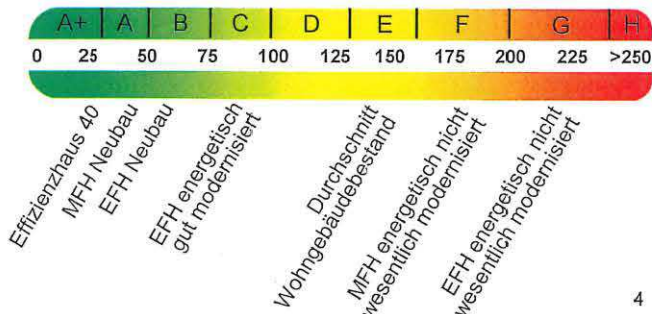 A+ A B C D E F G H
0 25 50 75 100 125 150 175 200 225 >250
Effizienzhaus 40
MFH Neubau
EFH Neubau
EFH energetisch
gut modernisiert
Durchschnitt
Wohngebäudebestand
MFH energetisch nicht
wesentlich modernisiert
EFH energetisch nicht
wesentlich modernisiert
4